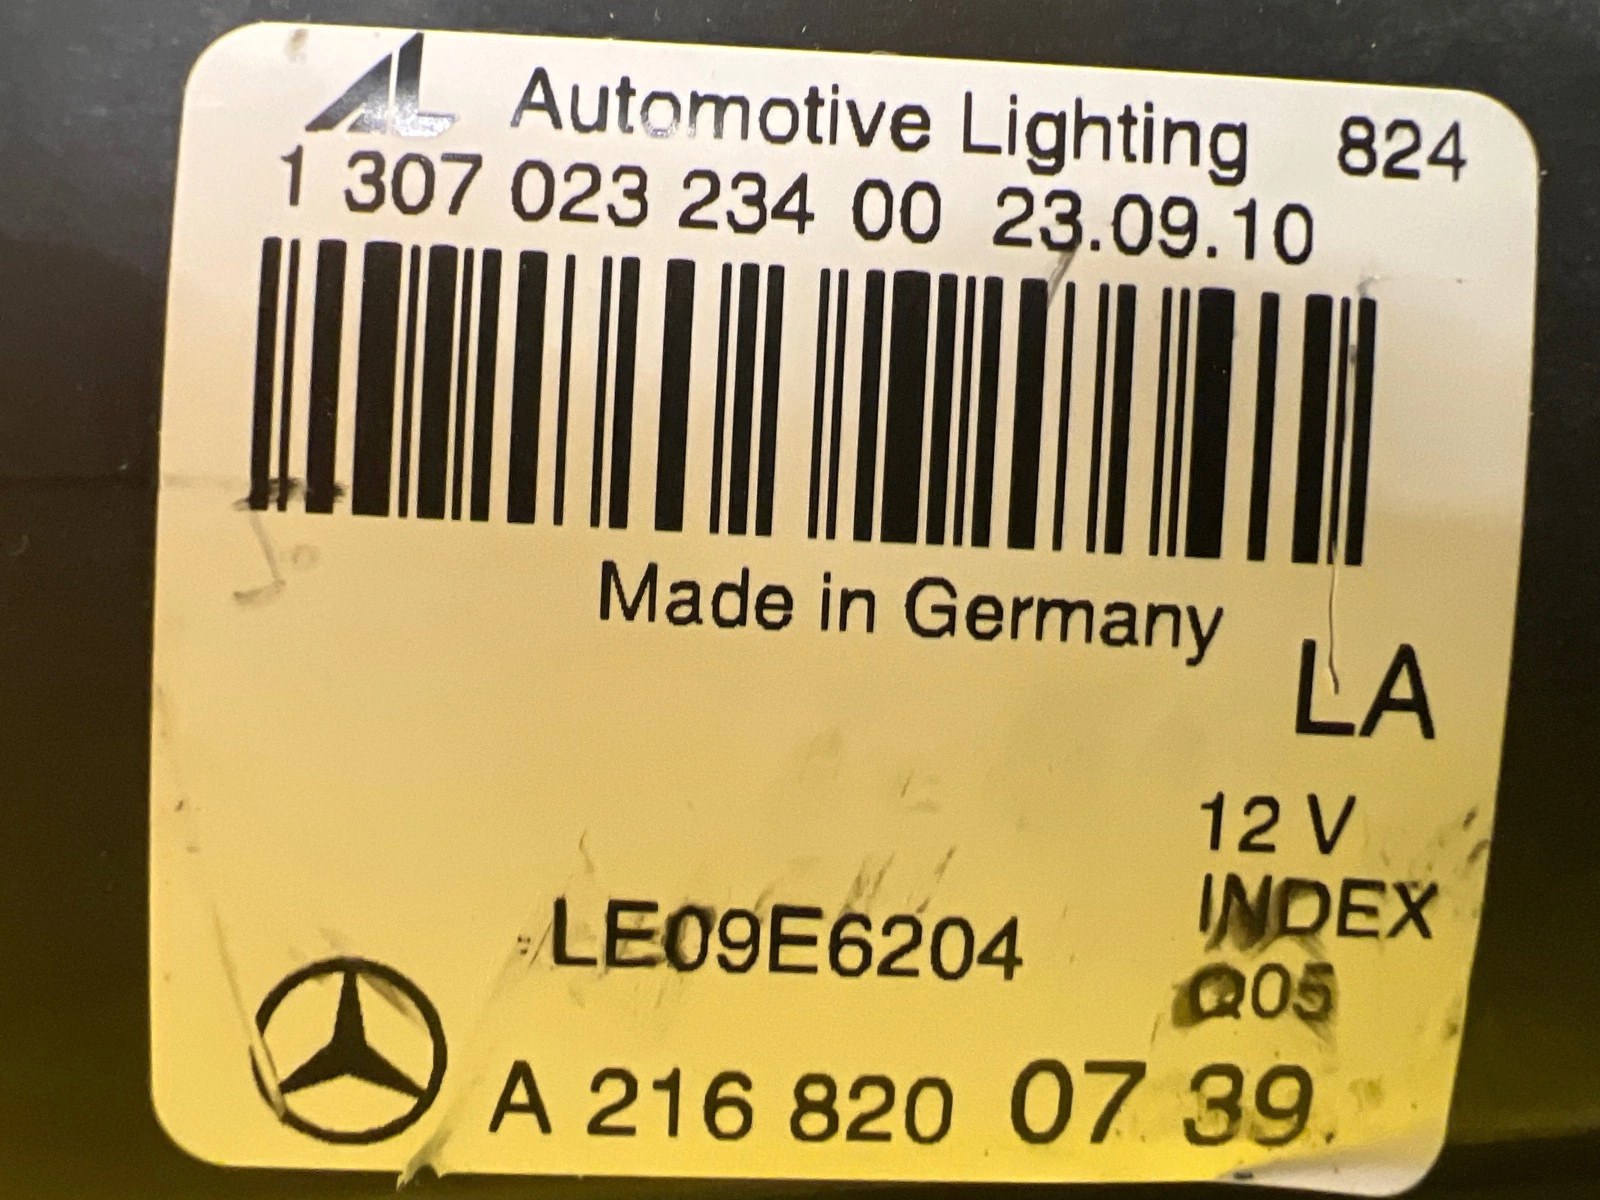 AL Automotive Lighting 824
1 307 023 234 00 23.09.10
Made in Germany
LA
12 V
INDEX
LE09E6204
Q05
A 216 820 07 39